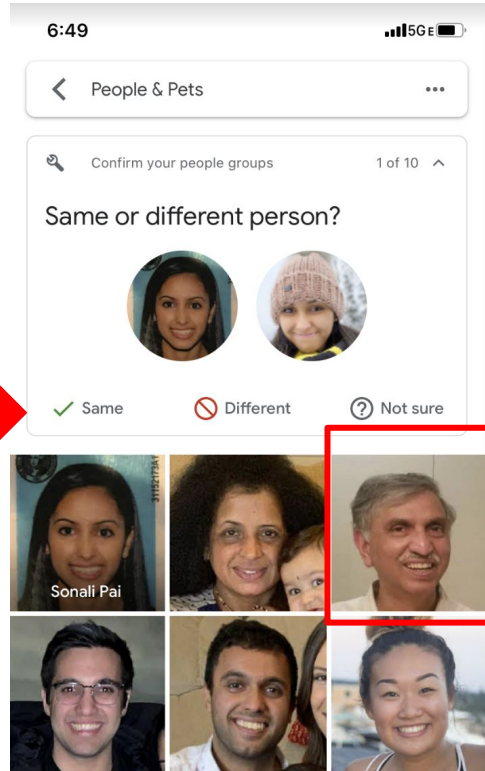 6:49 5G E
People & Pets
Confirm your people groups 1 of 10
Same or different person?
Same Different Not sure
31152173A1
Sonali Pai